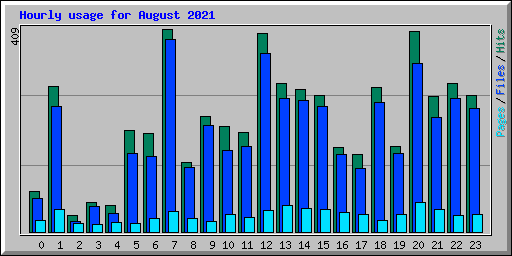 Hourly usage for August 2021
409
Pages / Files / Hits
0 1 2 3 4 5 6 7 8 9 10 11 12 13 14 15 16 17 18 19 20 21 22 23